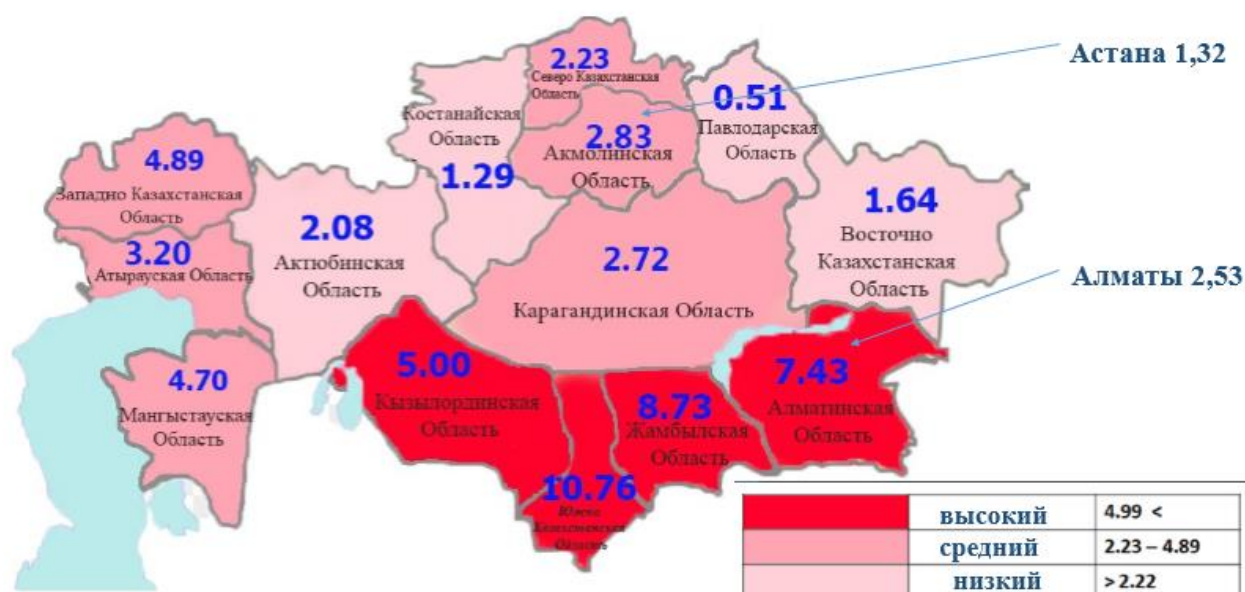 2.23
Северо Казахстанская
Область
Астана 1,32
0.51
Павлодарская
Область
Костанайская
Область
1.29
2.83
Акмолинская
Область
4.89
Западно Казахстанская
Область
2.08
Актюбинская
Область
1.64
Восточно
Казахстанская
Область
3.20
Атырауская Область
2.72
Карагандинская Область
Алматы 2,53
4.70
Мангыстауская
Область
5.00
Кызылординская
Область
8.73
Жамбылская
Область
7.43
Алматинская
Область
10.76
Южно
Казахстанская
Область
высокий 4.99 <
средний 2.23 – 4.89
низкий > 2.22